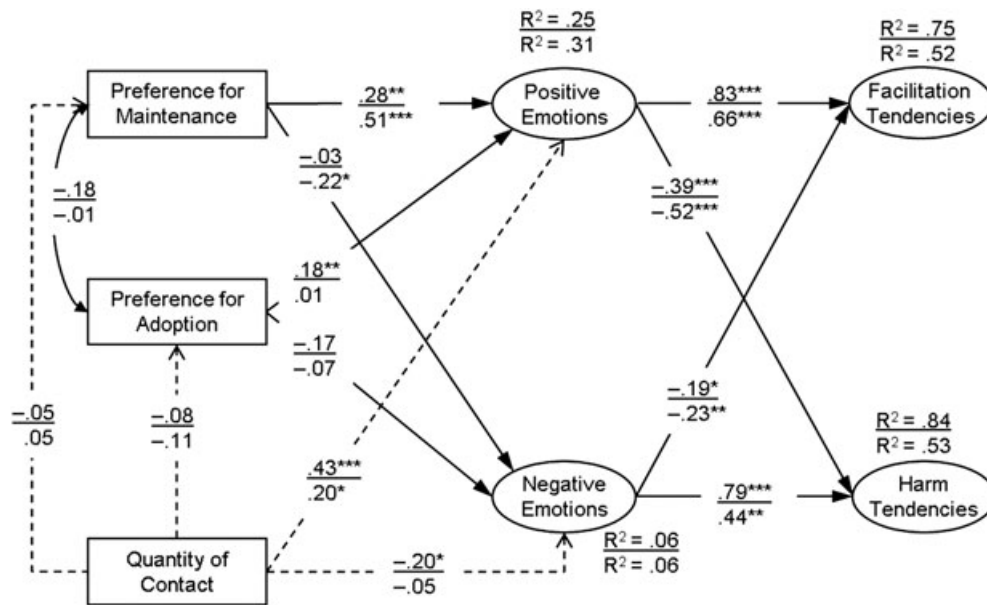 R² = .25
R² = .31
R² = .75
R² = .52
Preference for
Maintenance
.28**
.51***
Positive
Emotions
.83***
.66***
Facilitation
Tendencies
–.03
–.22*
–.18
–.01
–.39***
–.52***
Preference for
Adoption
.18**
.01
–.17
–.07
–.19*
–.23**
–.05
.05
–.08
–.11
R² = .84
R² = .53
.43***
.20*
Negative
Emotions
.79***
.44**
Harm
Tendencies
R² = .06
R² = .06
Quantity of
Contact
–.20*
–.05